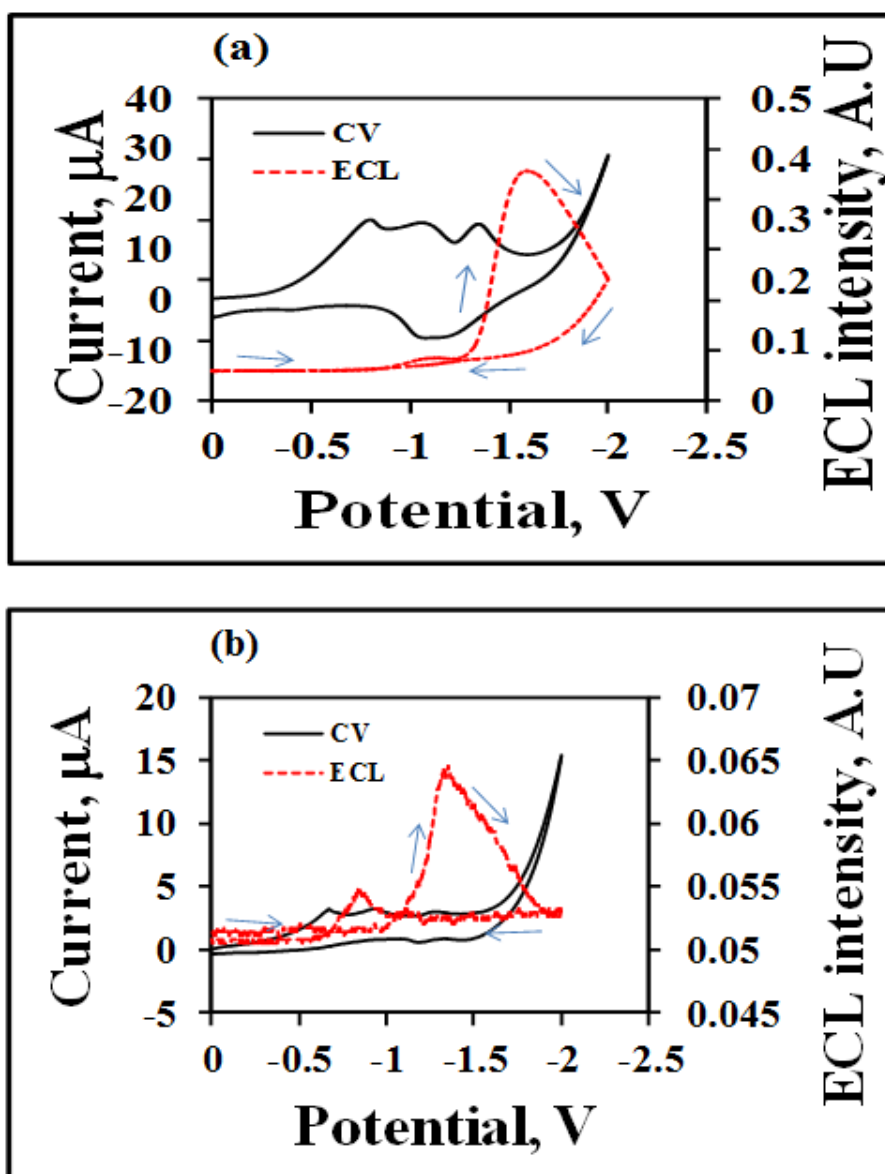 (a)
Current, µA
40
30
20
10
0
-10
-20
CV
ECL
0.5
0.4
0.3
0.2
0.1
0
ECL intensity, A.U
0 -0.5 -1 -1.5 -2 -2.5
Potential, V
(b)
Current, µA
20
15
10
5
0
-5
CV
ECL
0.07
0.065
0.06
0.055
0.05
0.045
ECL intensity, A.U
0 -0.5 -1 -1.5 -2
Potential, V